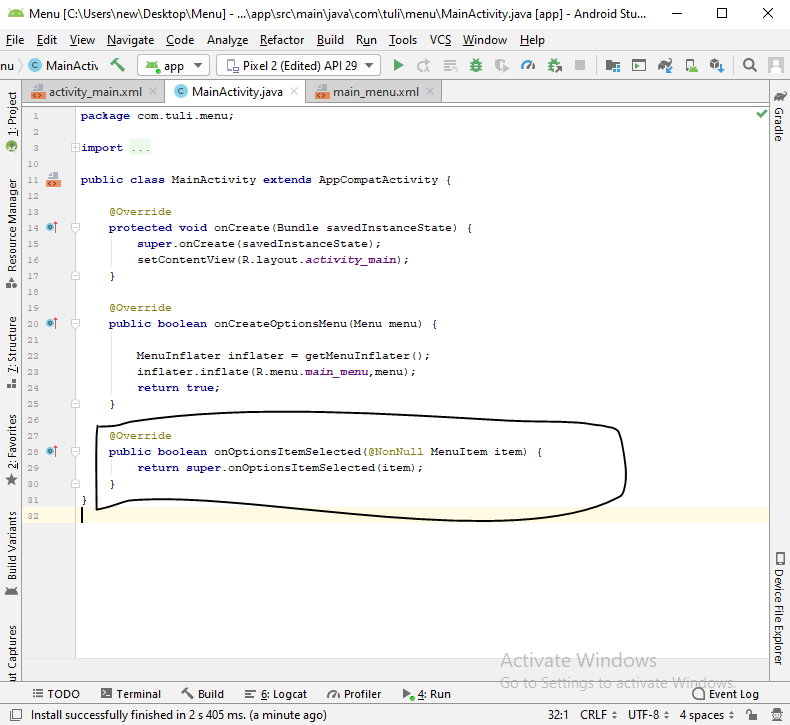 Menu [C:\Users\new\Desktop\Menu] - ...\app\src\main\java\com\tuli\menu\MainActivity.java [app] - Android Stu...
File Edit View Navigate Code Analyze Refactor Build Run Tools VCS Window Help
nu MainActiv app Pixel 2 (Edited) API 29
activity_main.xml MainActivity.java main_menu.xml
1 package com.tuli.menu;
2
3 import ...
10
11 public class MainActivity extends AppCompatActivity {
12
13 @Override
14 protected void onCreate(Bundle savedInstanceState) {
15 super.onCreate(savedInstanceState);
16 setContentView(R.layout.activity_main);
17 }
18
19 @Override
20 public boolean onCreateOptionsMenu(Menu menu) {
21
22 MenuInflater inflater = getMenuInflater();
23 inflater.inflate(R.menu.main_menu,menu);
24 return true;
25 }
26
27 @Override
28 public boolean onOptionsItemSelected(@NonNull MenuItem item) {
29 return super.onOptionsItemSelected(item);
30 }
31 }
32
1: Project
Resource Manager
7: Structure
2: Favorites
Build Variants
ut Captures
Gradle
Device File Explorer
Activate Windows
Go to Settings to activate Windows.
TODO Terminal Build 6: Logcat Profiler 4: Run Event Log
Install successfully finished in 2 s 405 ms. (a minute ago) 32:1 CRLF UTF-8 4 spaces